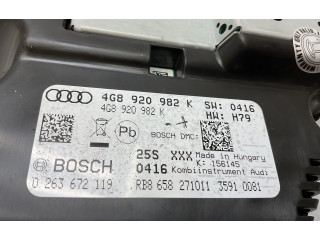 4G8 920 982 K SW: 0416
4G8 920 982 K HW: H79
Pb BOSCH DMC:
25S XXX Made in Hungary
BOSCH K: 156145
0416 Kombiinstrument Audi
0 263 672 119 RB8 658 271011 3591 0081